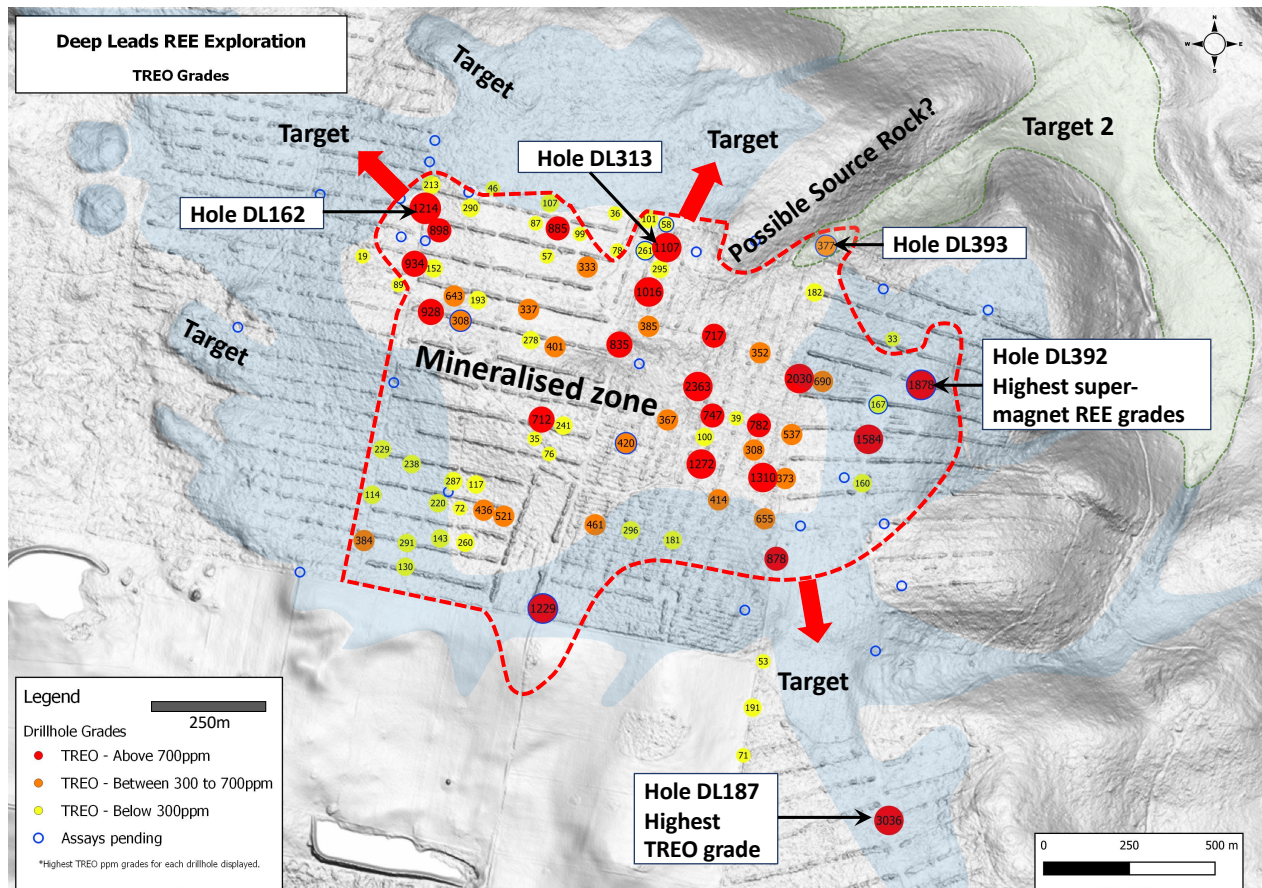 Deep Leads REE Exploration
TREO Grades
N
W E
S
Target
Target
Target
Target 2
Possible Source Rock?
Hole DL313
Hole DL162
Hole DL393
213
46
290
107
1214
898
87
885
99
36
101
58
78
261
1107
295
377
19
934
152
57
333
89
643
193
1016
182
928
308
337
385
717
278
401
835
352
33
Target
Mineralised zone
2363
2030
690
1878
Hole DL392
Highest super-
magnet REE grades
712
241
367
747
39
782
167
35
420
100
537
1584
229
76
308
238
1272
1310
373
287
117
160
114
220
72
436
521
414
461
655
384
291
143
260
296
181
130
878
1229
53
Target
191
71
Hole DL187
Highest
TREO grade
3036
Legend
250m
Drillhole Grades
TREO - Above 700ppm
TREO - Between 300 to 700ppm
TREO - Below 300ppm
Assays pending
*Highest TREO ppm grades for each drillhole displayed.
0 250 500 m